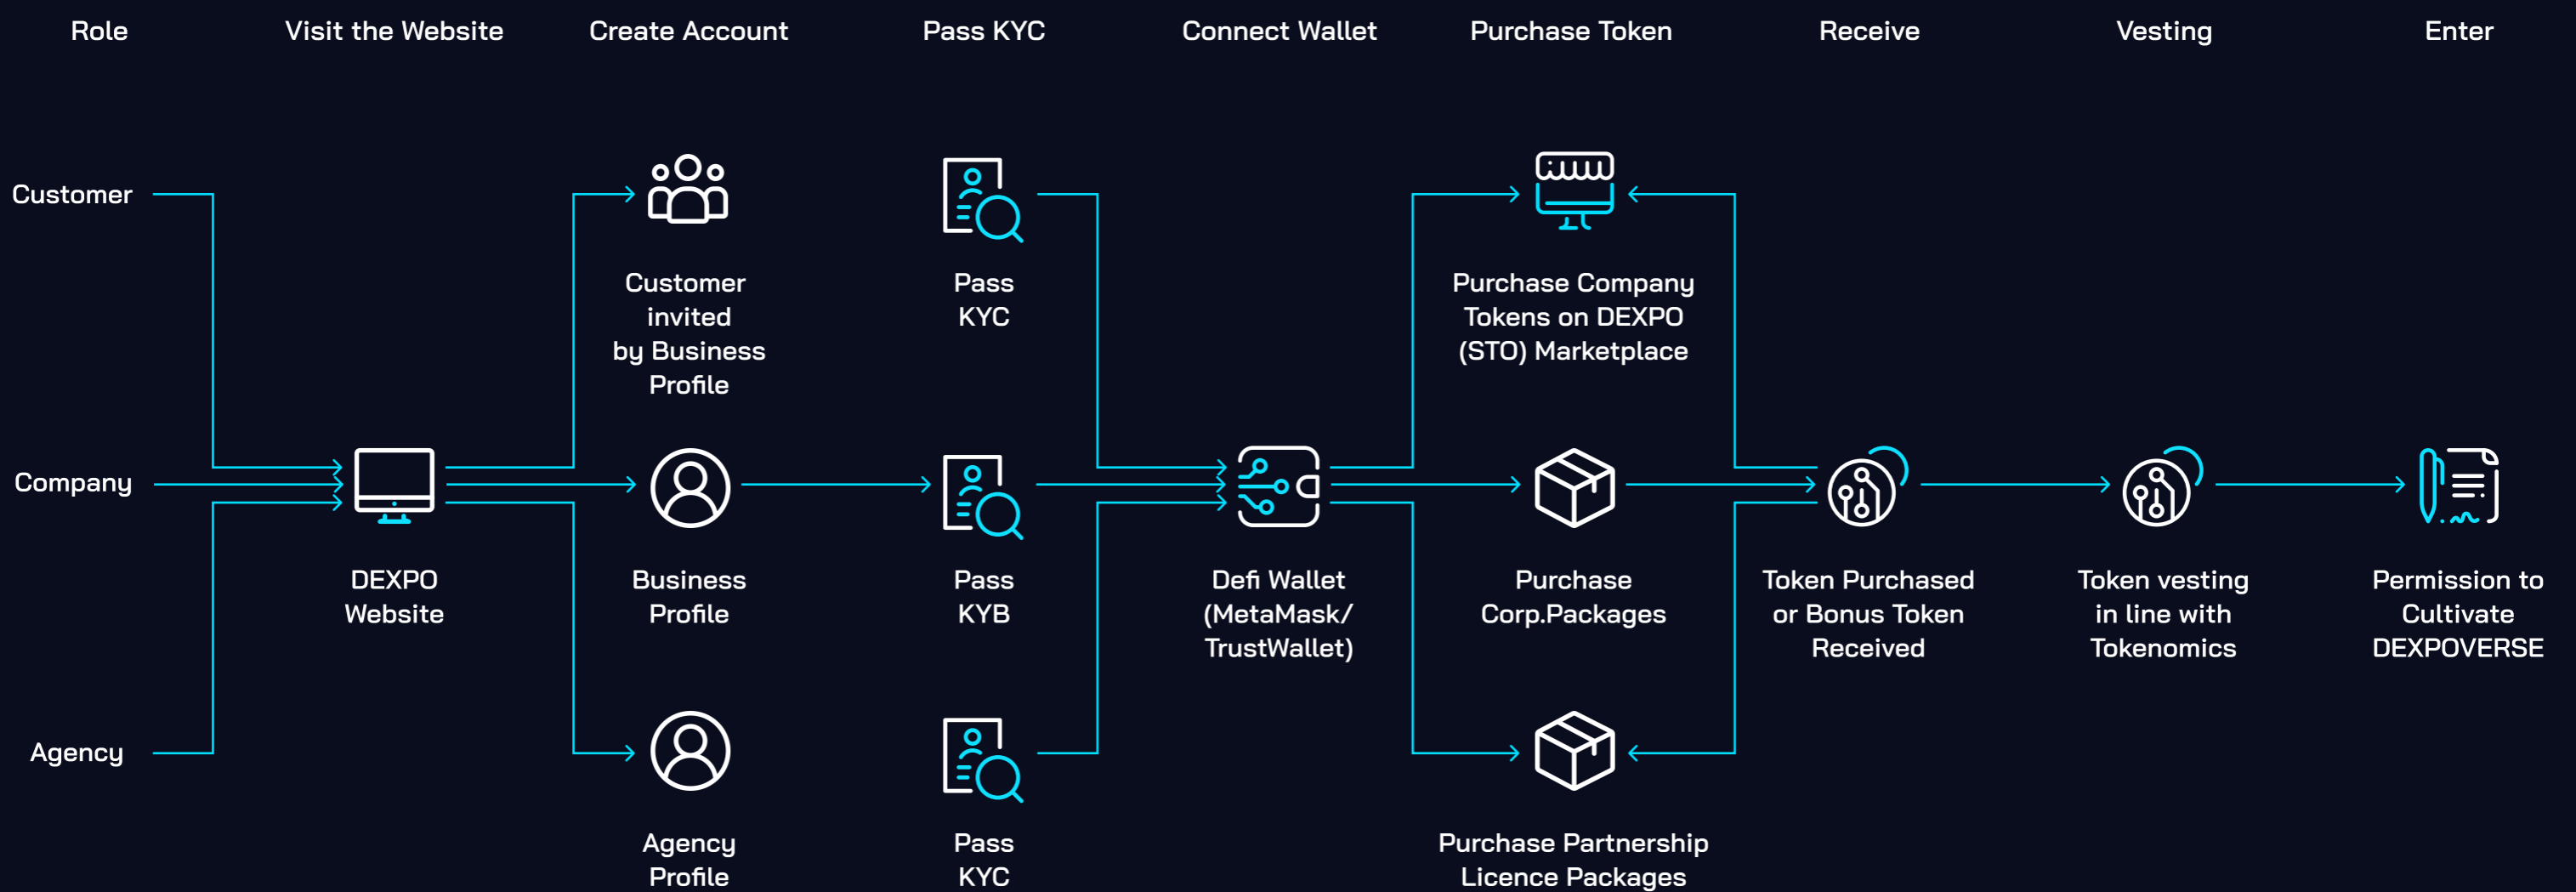 Role
Visit the Website
Create Account
Pass KYC
Connect Wallet
Purchase Token
Receive
Vesting
Enter
Customer
Customer
invited
by Business
Profile
Pass
KYC
Purchase Company
Tokens on DEXPO
(STO) Marketplace
Company
DEXPO
Website
Business
Profile
Pass
KYB
Defi Wallet
(MetaMask/
TrustWallet)
Purchase
Corp.Packages
Token Purchased
or Bonus Token
Received
Token vesting
in line with
Tokenomics
Permission to
Cultivate
DEXPOVERSE
Agency
Agency
Profile
Pass
KYC
Purchase Partnership
Licence Packages